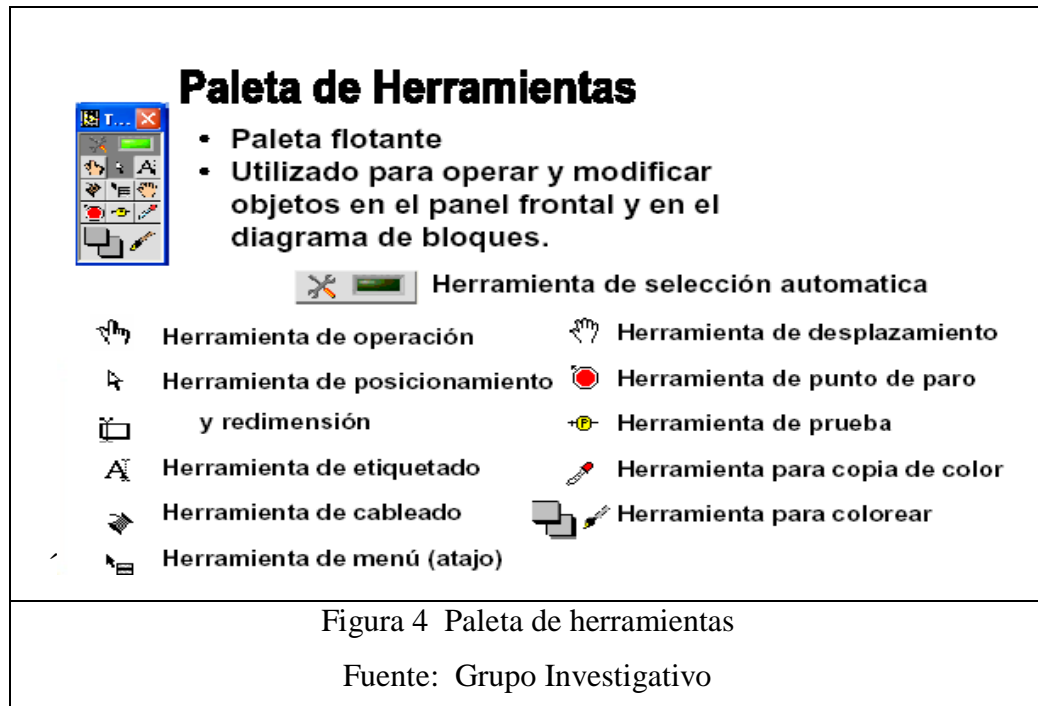 Paleta de Herramientas
T...
• Paleta flotante
• Utilizado para operar y modificar
objetos en el panel frontal y en el
diagrama de bloques.
Herramienta de selección automatica
Herramienta de operación
Herramienta de posicionamiento
y redimensión
Herramienta de etiquetado
Herramienta de cableado
Herramienta de menú (atajo)
Herramienta de desplazamiento
Herramienta de punto de paro
Herramienta de prueba
Herramienta para copia de color
Herramienta para colorear
Figura 4 Paleta de herramientas
Fuente: Grupo Investigativo